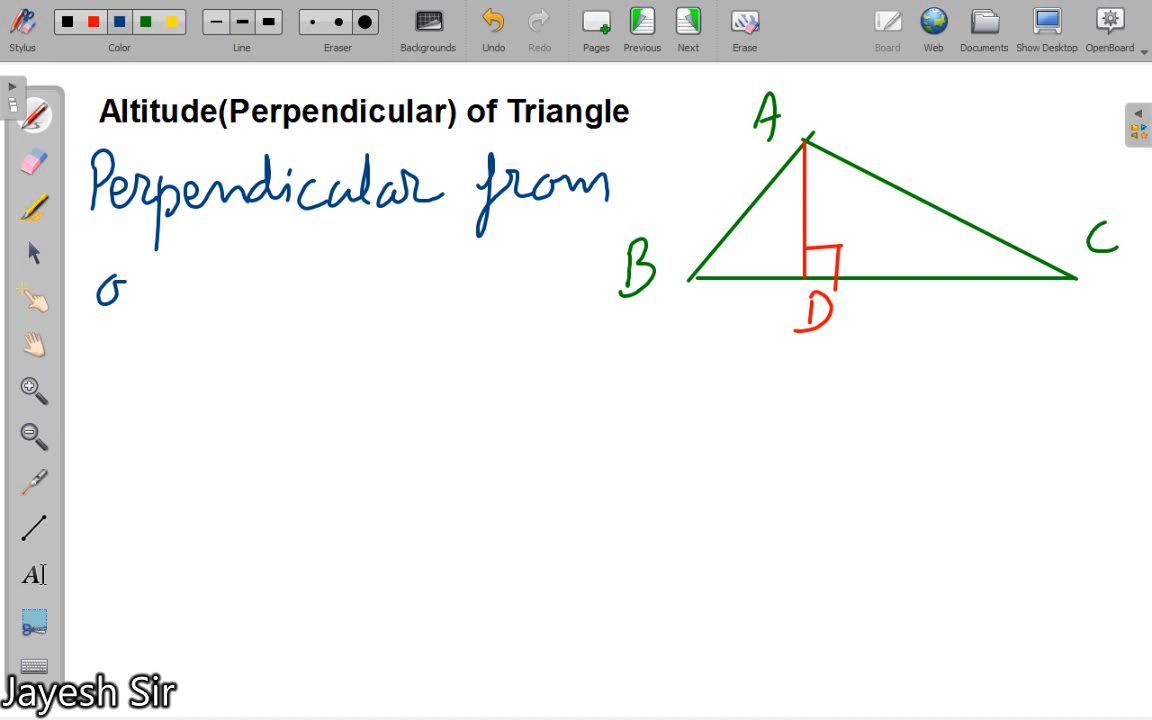 Stylus
Color
Line
Eraser
Backgrounds
Undo
Redo
Pages
Previous
Next
Erase
Board
Web
Documents
Show Desktop
OpenBoard
Altitude(Perpendicular) of Triangle
Perpendicular from
o
A
B
C
D
AI
Jayesh Sir